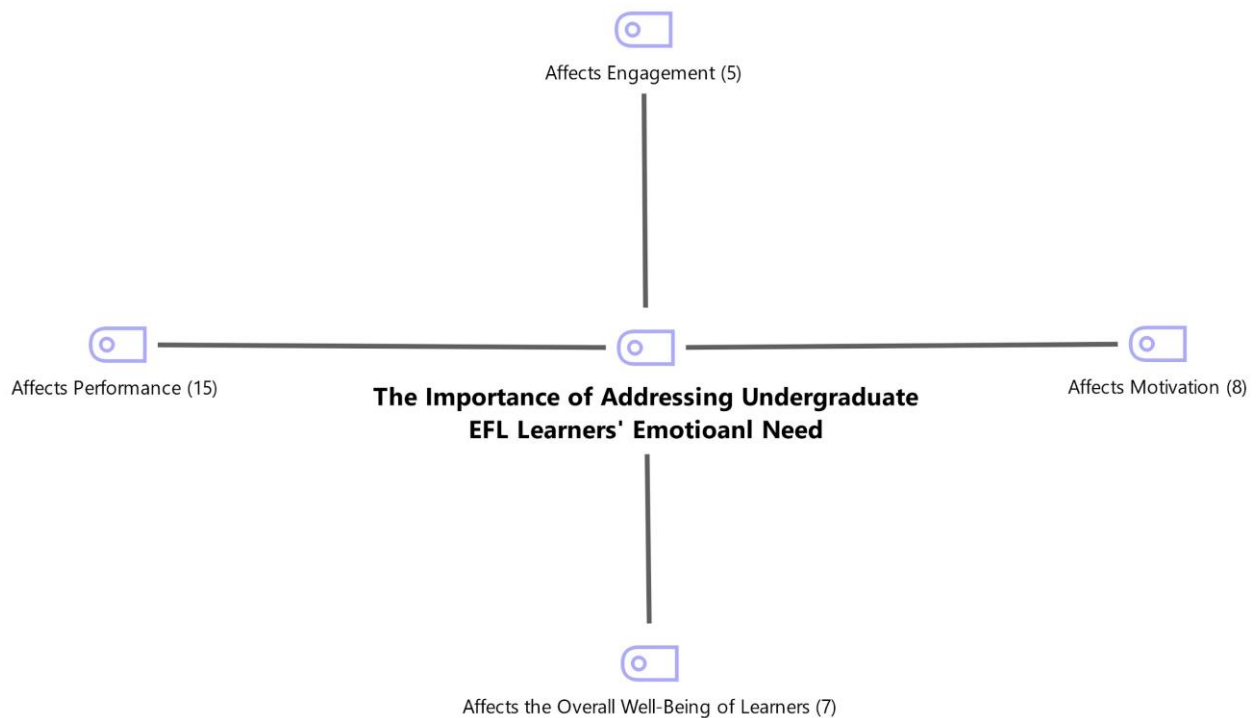 Affects Engagement (5)
Affects Performance (15)
Affects Motivation (8)
The Importance of Addressing Undergraduate
EFL Learners' Emotioanl Need
Affects the Overall Well-Being of Learners (7)